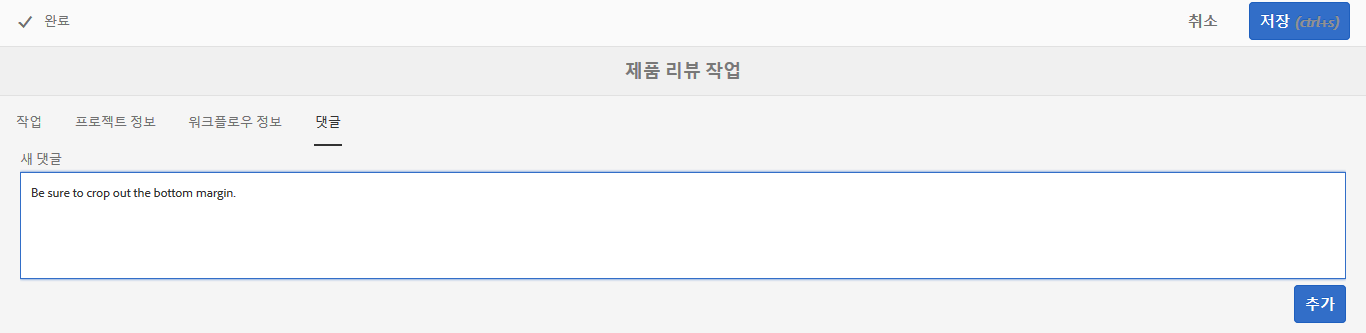 완료 취소 저장 (ctrl+s)
제품 리뷰 작업
작업 프로젝트 정보 워크플로우 정보 댓글
새 댓글
Be sure to crop out the bottom margin.
추가